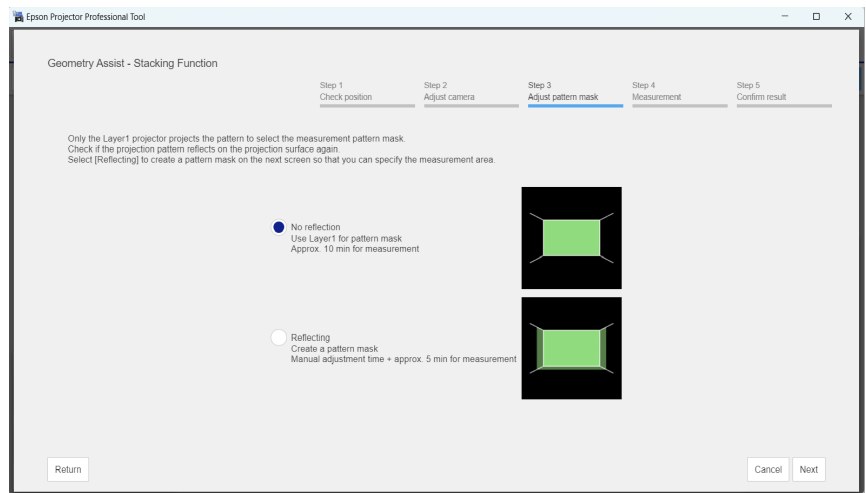 Epson Projector Professional Tool
Geometry Assist - Stacking Function
Step 1
Check position
Step 2
Adjust camera
Step 3
Adjust pattern mask
Step 4
Measurement
Step 5
Confirm result
Only the Layer1 projector projects the pattern to select the measurement pattern mask.
Check if the projection pattern reflects on the projection surface again.
Select [Reflecting] to create a pattern mask on the next screen so that you can specify the measurement area.
No reflection
Use Layer1 for pattern mask
Approx. 10 min for measurement
Reflecting
Create a pattern mask
Manual adjustment time + approx. 5 min for measurement
Return
Cancel
Next